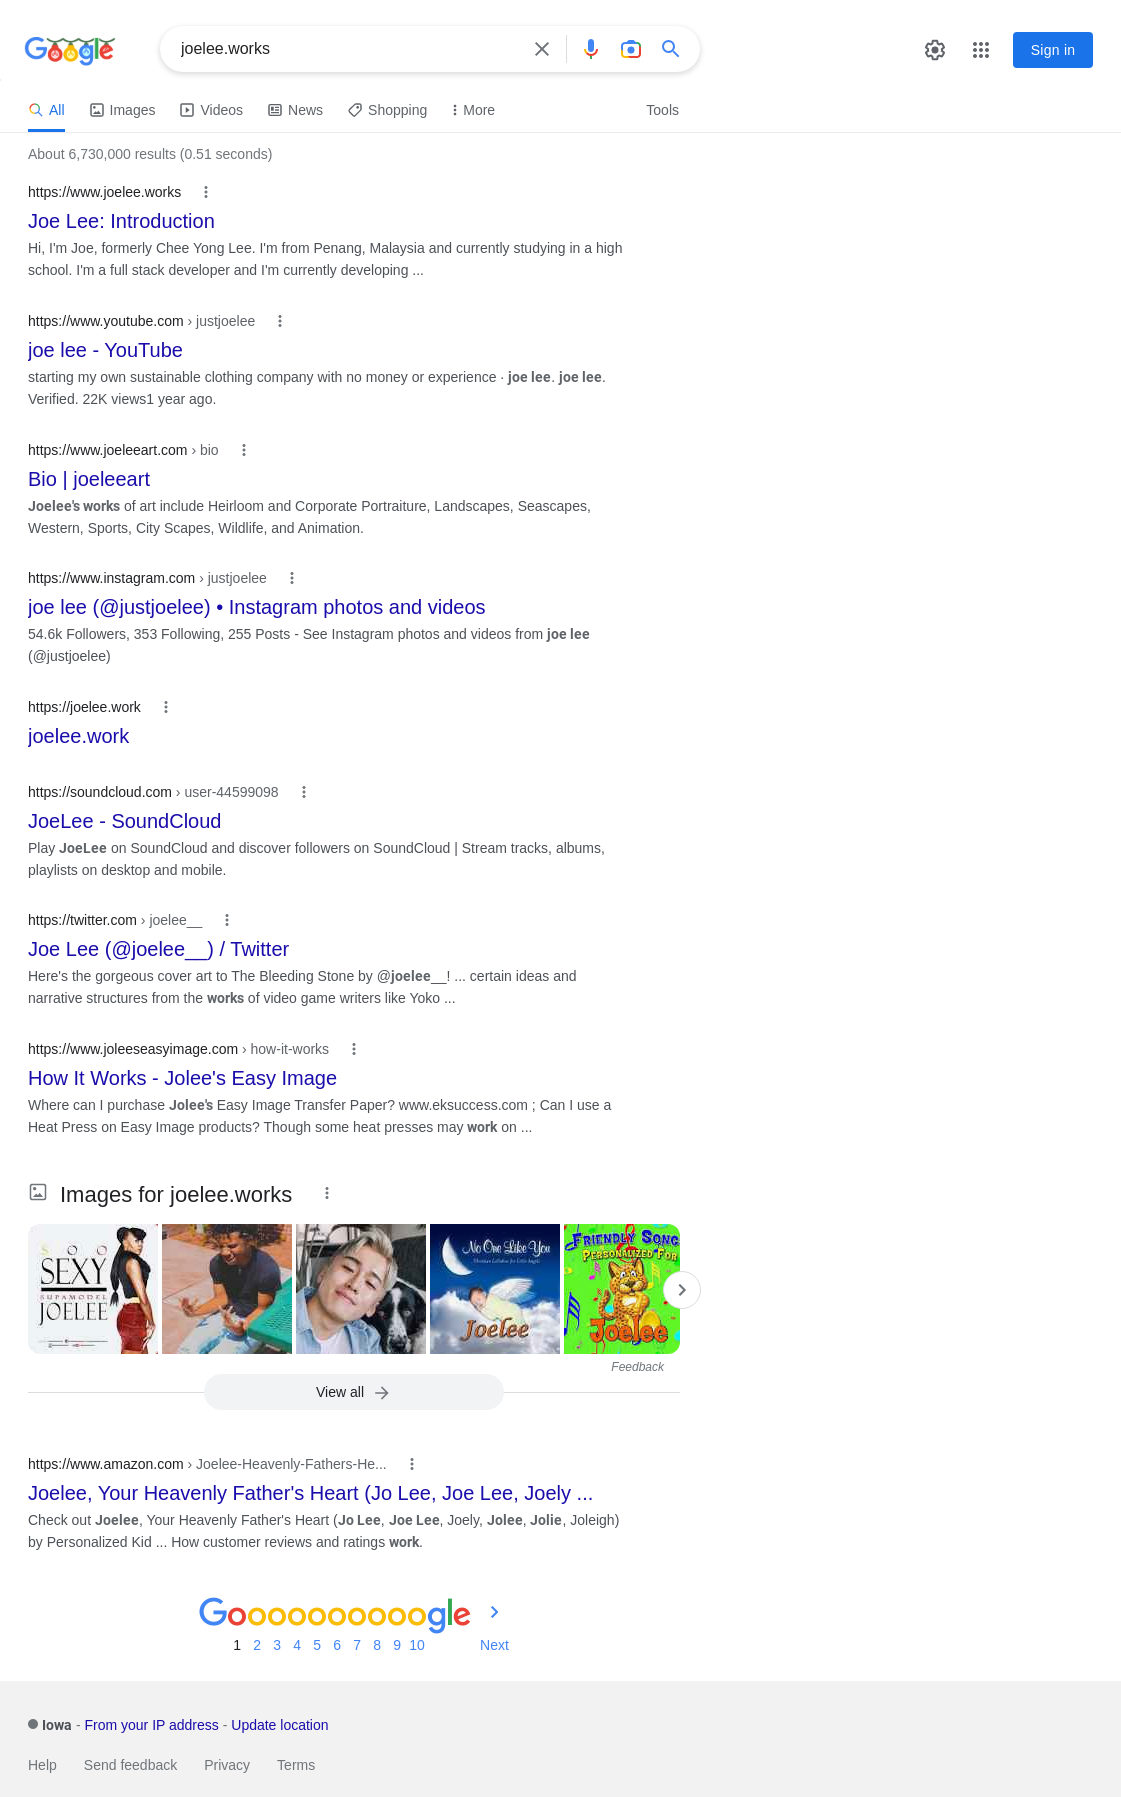 Google
joelee.works
Sign in
All Images Videos News Shopping More Tools
About 6,730,000 results (0.51 seconds)
https://www.joelee.works
Joe Lee: Introduction
Hi, I'm Joe, formerly Chee Yong Lee. I'm from Penang, Malaysia and currently studying in a high
school. I'm a full stack developer and I'm currently developing ...
https://www.youtube.com › justjoelee
joe lee - YouTube
starting my own sustainable clothing company with no money or experience · joe lee. joe lee.
Verified. 22K views1 year ago.
https://www.joeleeart.com › bio
Bio | joeleeart
Joelee's works of art include Heirloom and Corporate Portraiture, Landscapes, Seascapes,
Western, Sports, City Scapes, Wildlife, and Animation.
https://www.instagram.com › justjoelee
joe lee (@justjoelee) • Instagram photos and videos
54.6k Followers, 353 Following, 255 Posts - See Instagram photos and videos from joe lee
(@justjoelee)
https://joelee.work
joelee.work
https://soundcloud.com › user-44599098
JoeLee - SoundCloud
Play JoeLee on SoundCloud and discover followers on SoundCloud | Stream tracks, albums,
playlists on desktop and mobile.
https://twitter.com › joelee__
Joe Lee (@joelee__) / Twitter
Here's the gorgeous cover art to The Bleeding Stone by @joelee__! ... certain ideas and
narrative structures from the works of video game writers like Yoko ...
https://www.joleeseasyimage.com › how-it-works
How It Works - Jolee's Easy Image
Where can I purchase Jolee's Easy Image Transfer Paper? www.eksuccess.com ; Can I use a
Heat Press on Easy Image products? Though some heat presses may work on ...
Images for joelee.works
SOO
SEXY
SUPAMODEL
JOELEE
No One Like You
Joelee
FRIENDLY SONG
PERSONALIZED FOR
Joelee
Feedback
View all
https://www.amazon.com › Joelee-Heavenly-Fathers-He...
Joelee, Your Heavenly Father's Heart (Jo Lee, Joe Lee, Joely ...
Check out Joelee, Your Heavenly Father's Heart (Jo Lee, Joe Lee, Joely, Jolee, Jolie, Joleigh)
by Personalized Kid ... How customer reviews and ratings work.
Goooooooooogle
1 2 3 4 5 6 7 8 9 10 Next
Iowa - From your IP address - Update location
Help Send feedback Privacy Terms